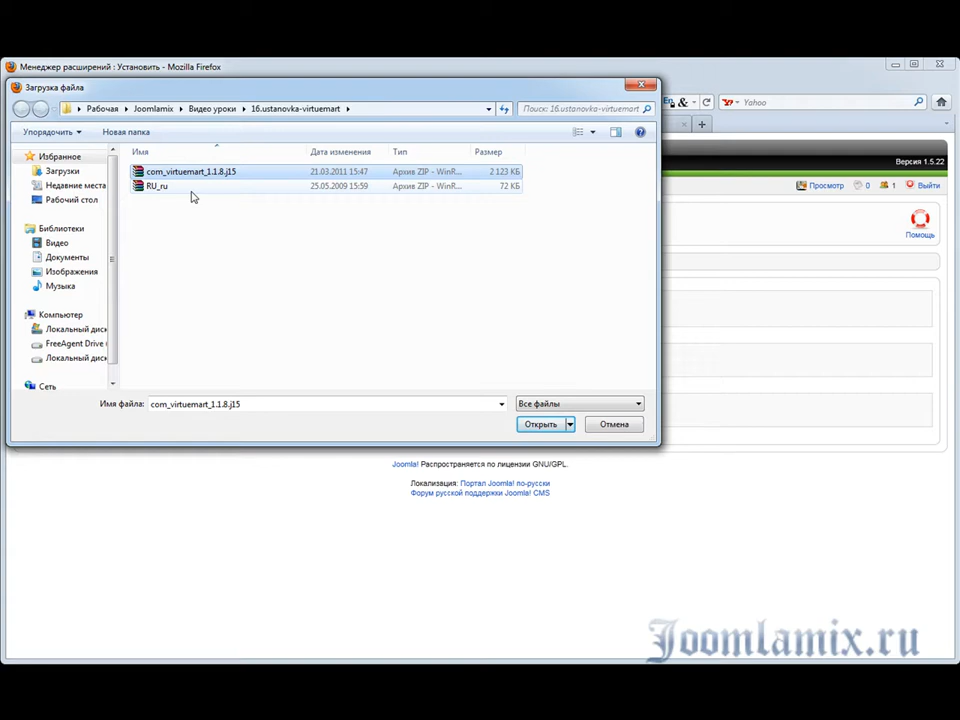 Менеджер расширений : Установить - Mozilla Firefox
Загрузка файла
Рабочая Joomlamix Видео уроки 16.ustanovka-virtuemart
Поиск: 16.ustanovka-virtuemart
Yahoo
Упорядочить Новая папка
Имя Дата изменения Тип Размер
Избранное
Загрузки
Недавние места
Рабочий стол
Библиотеки
Видео
Документы
Изображения
Музыка
Компьютер
Локальный диск
FreeAgent Drive (
Локальный диск
Сеть
com_virtuemart_1.1.8.j15 21.03.2011 15:47 Архив ZIP - WinR... 2 123 КБ
RU_ru 25.05.2009 15:59 Архив ZIP - WinR... 72 КБ
Имя файла: com_virtuemart_1.1.8.j15 Все файлы
Открыть Отмена
Версия 1.5.22
Просмотр 0 1 Выйти
Помощь
Joomla! Распространяется по лицензии GNU/GPL.
Локализация: Портал Joomla! по-русски
Форум русской поддержки Joomla! CMS
Joomlamix.ru